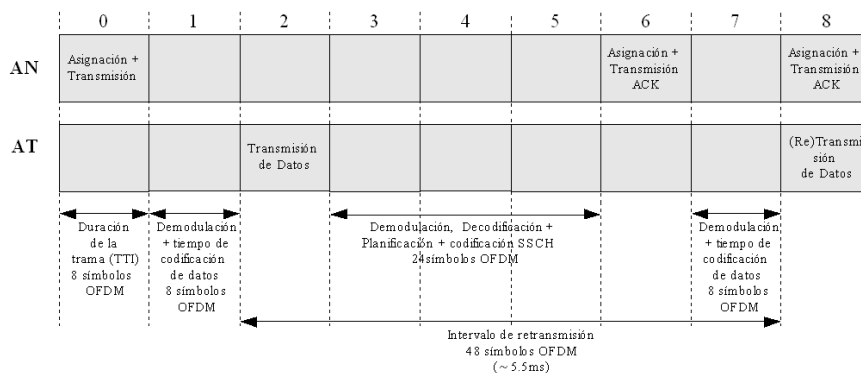 0 1 2 3 4 5 6 7 8
AN
Asignación +
Transmisión
Asignación +
Transmisión
ACK
Asignación +
Transmisión
ACK
AT
Transmisión
de Datos
(Re)Transmi
sión
de Datos
Duración
de la
trama (TTI)
8 símbolos
OFDM
Demodulación
+ tiempo de
codificación
de datos
8 símbolos
OFDM
Demodulación, Decodificación +
Planificación + codificación SSCH
24símbolos OFDM
Demodulación
+ tiempo de
codificación
de datos
8 símbolos
OFDM
Intervalo de retransmisión
48 símbolos OFDM
(~5.5ms)